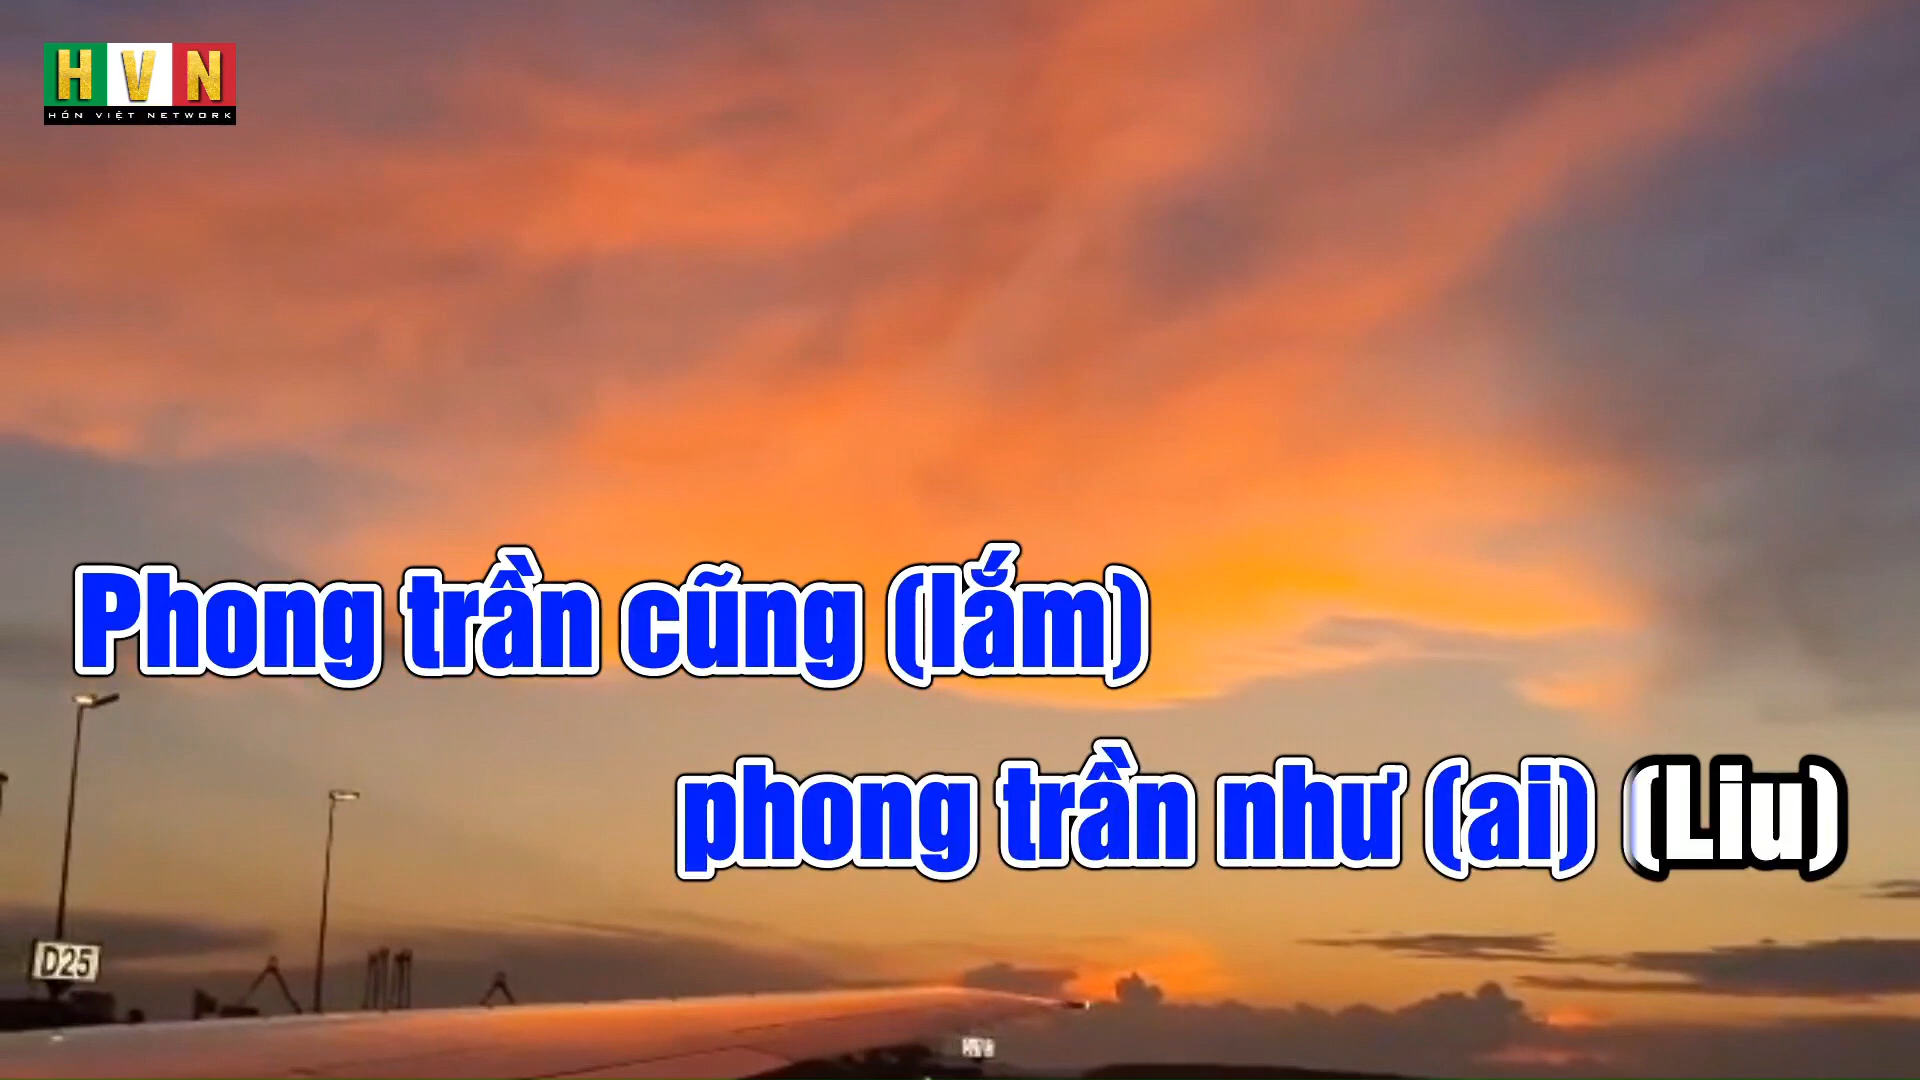 HVN
HỒN VIỆT NETWORK
Phong trần cũng (lắm)
phong trần như (ai) (Liu)
D25